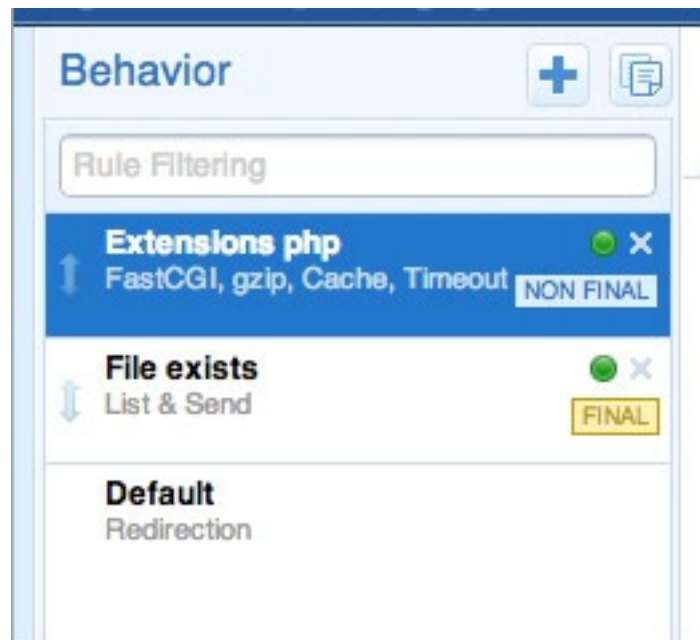 Behavior
Rule Filtering
Extensions php
FastCGI, gzip, Cache, Timeout
NON FINAL
File exists
List & Send
FINAL
Default
Redirection